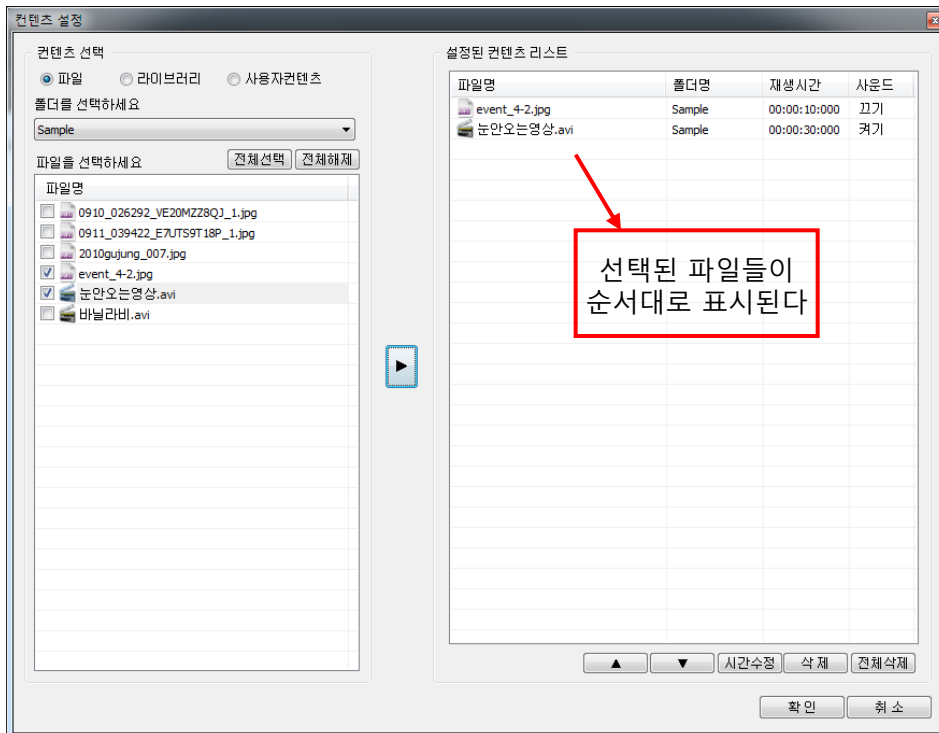 컨텐츠 설정
컨텐츠 선택
파일 라이브러리 사용자컨텐츠
폴더를 선택하세요
Sample
파일을 선택하세요 전체선택 전체해제
파일명
0910_026292_VE20MZZ8QJ_1.jpg
0911_039422_E7UTS9T18P_1.jpg
2010gujung_007.jpg
event_4-2.jpg
눈안오는영상.avi
바닐라비.avi
▶
설정된 컨텐츠 리스트
파일명 폴더명 재생시간 사운드
event_4-2.jpg Sample 00:00:10:000 끄기
눈안오는영상.avi Sample 00:00:30:000 켜기
선택된 파일들이
순서대로 표시된다
▲ ▼ 시간수정 삭 제 전체삭제
확 인 취 소